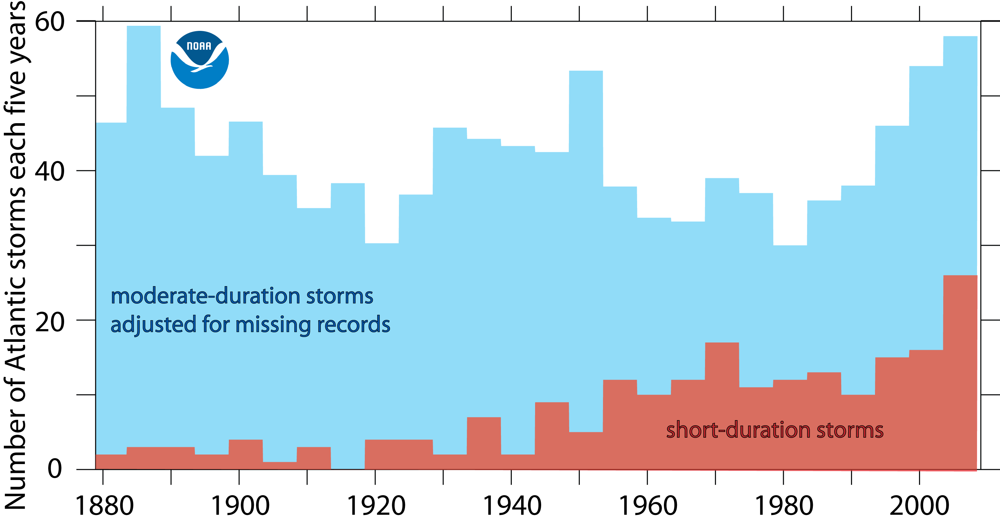 Number of Atlantic storms each five years
60
40
20
0
NOAA
moderate-duration storms
adjusted for missing records
short-duration storms
1880 1900 1920 1940 1960 1980 2000